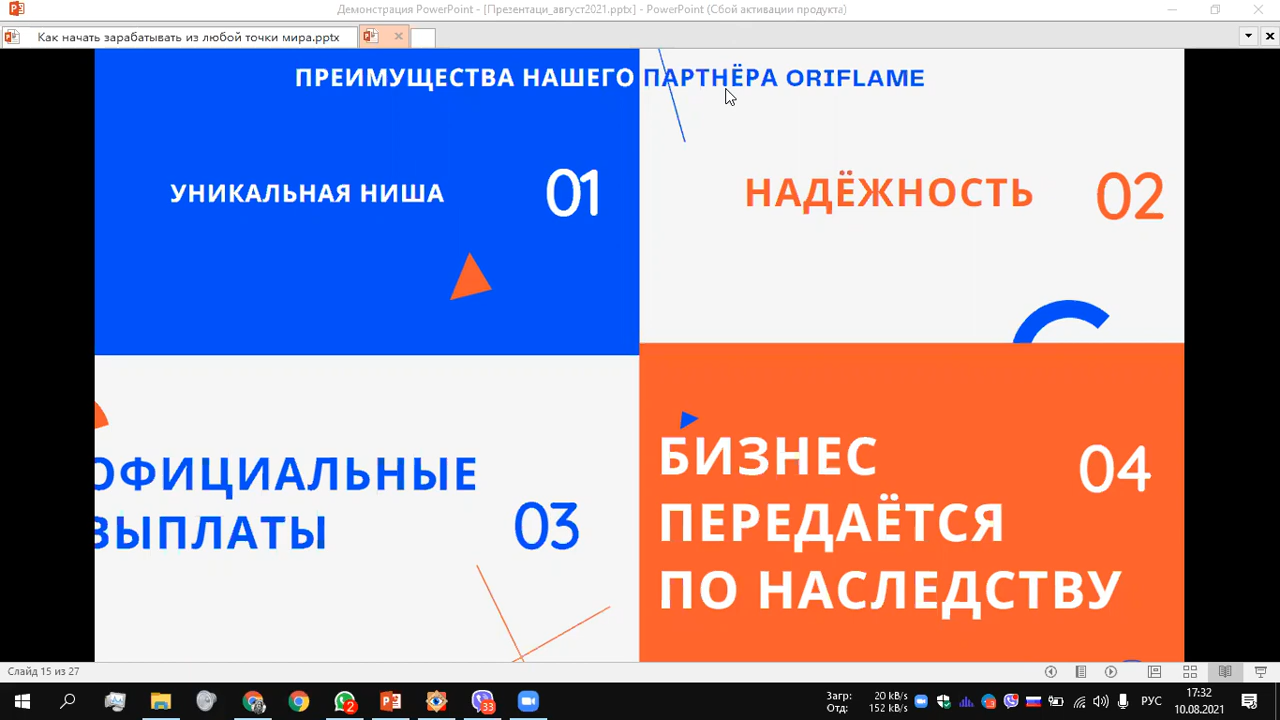 Демонстрация PowerPoint - [Презентаци_август2021.pptx] - PowerPoint (Сбой активации продукта)
Как начать зарабатывать из любой точки мира.pptx
ПРЕИМУЩЕСТВА НАШЕГО ПАРТНЁРА ORIFLAME
УНИКАЛЬНАЯ НИША
01
НАДЁЖНОСТЬ
02
ОФИЦИАЛЬНЫЕ
ВЫПЛАТЫ
03
БИЗНЕС
ПЕРЕДАЁТСЯ
ПО НАСЛЕДСТВУ
04
Слайд 15 из 27
2
33
Загр: 20 kB/s
Отд: 152 kB/s
РУС
17:32
10.08.2021